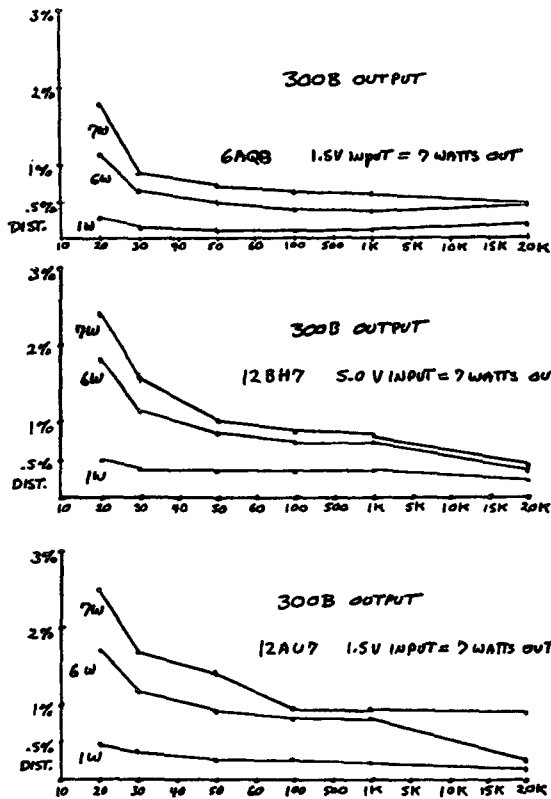 3%
300B OUTPUT
2%
7W
6AQ8 1.5V INPUT = 7 WATTS OUT
1%
6W
.5%
DIST.
1W
10 20 30 40 50 100 500 1K 5K 10K 15K 20K
3%
300B OUTPUT
7W
2%
6W
12BH7 5.0 V INPUT = 7 WATTS OU
1%
.5%
DIST.
1W
10 20 30 40 50 100 500 1K 5K 10K 15K 20K
3%
7W
300B OUTPUT
2%
12AU7 1.5V INPUT = 7 WATTS OUT
6W
1%
.5%
DIST.
1W
10 20 30 40 50 100 500 1K 5K 10K 15K 20K